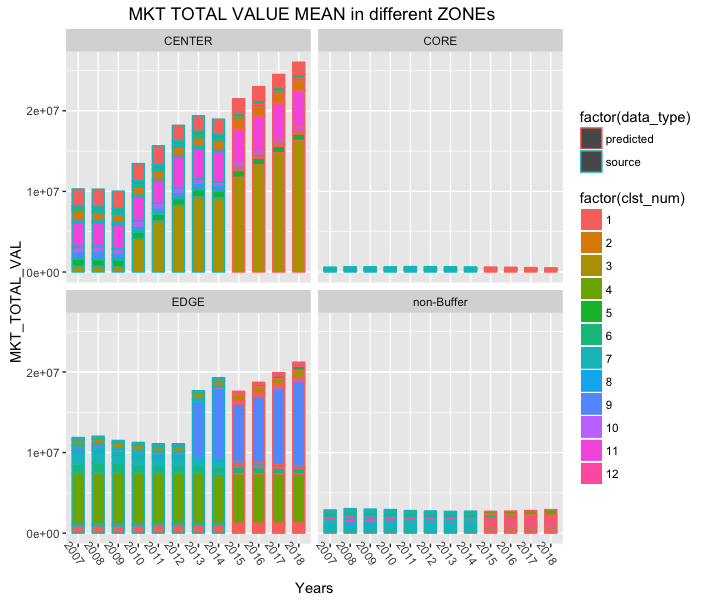 MKT TOTAL VALUE MEAN in different ZONEs
CENTER
CORE
2e+07
1e+07
0e+00
EDGE
non-Buffer
2e+07
1e+07
0e+00
MKT_TOTAL_VAL
2007 2008 2009 2010 2011 2012 2013 2014 2015 2016 2017 2018
2007 2008 2009 2010 2011 2012 2013 2014 2015 2016 2017 2018
Years
factor(data_type)
predicted
source
factor(clst_num)
1
2
3
4
5
6
7
8
9
10
11
12